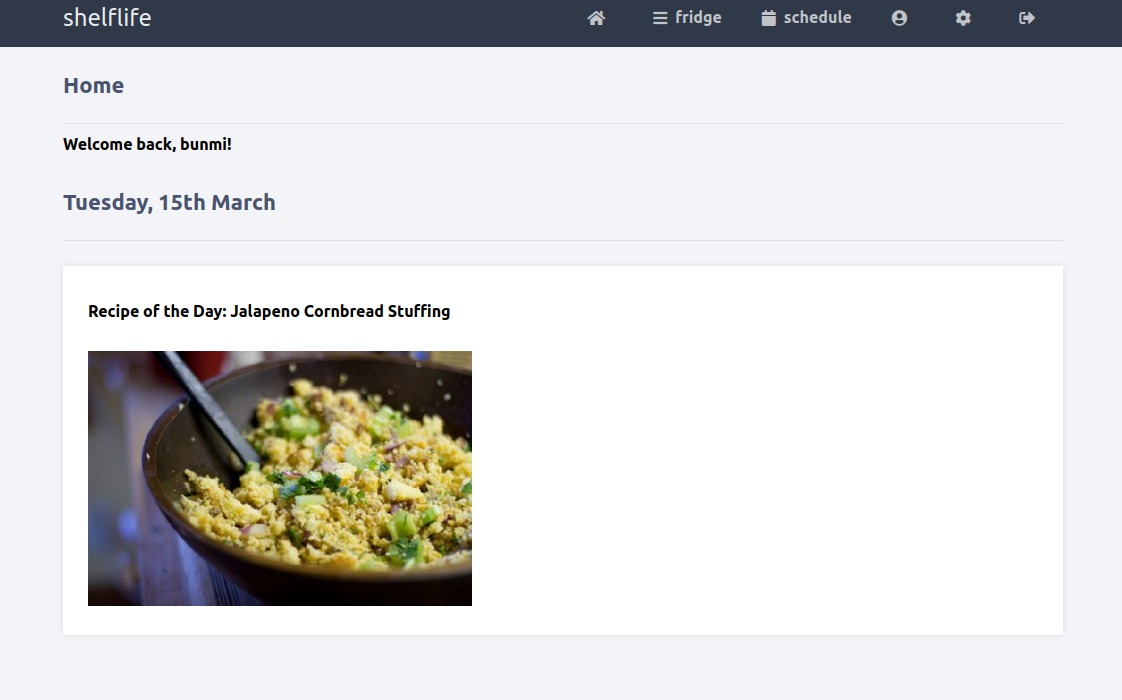 shelflife
fridge
schedule
Home
Welcome back, bunmi!
Tuesday, 15th March
Recipe of the Day: Jalapeno Cornbread Stuffing